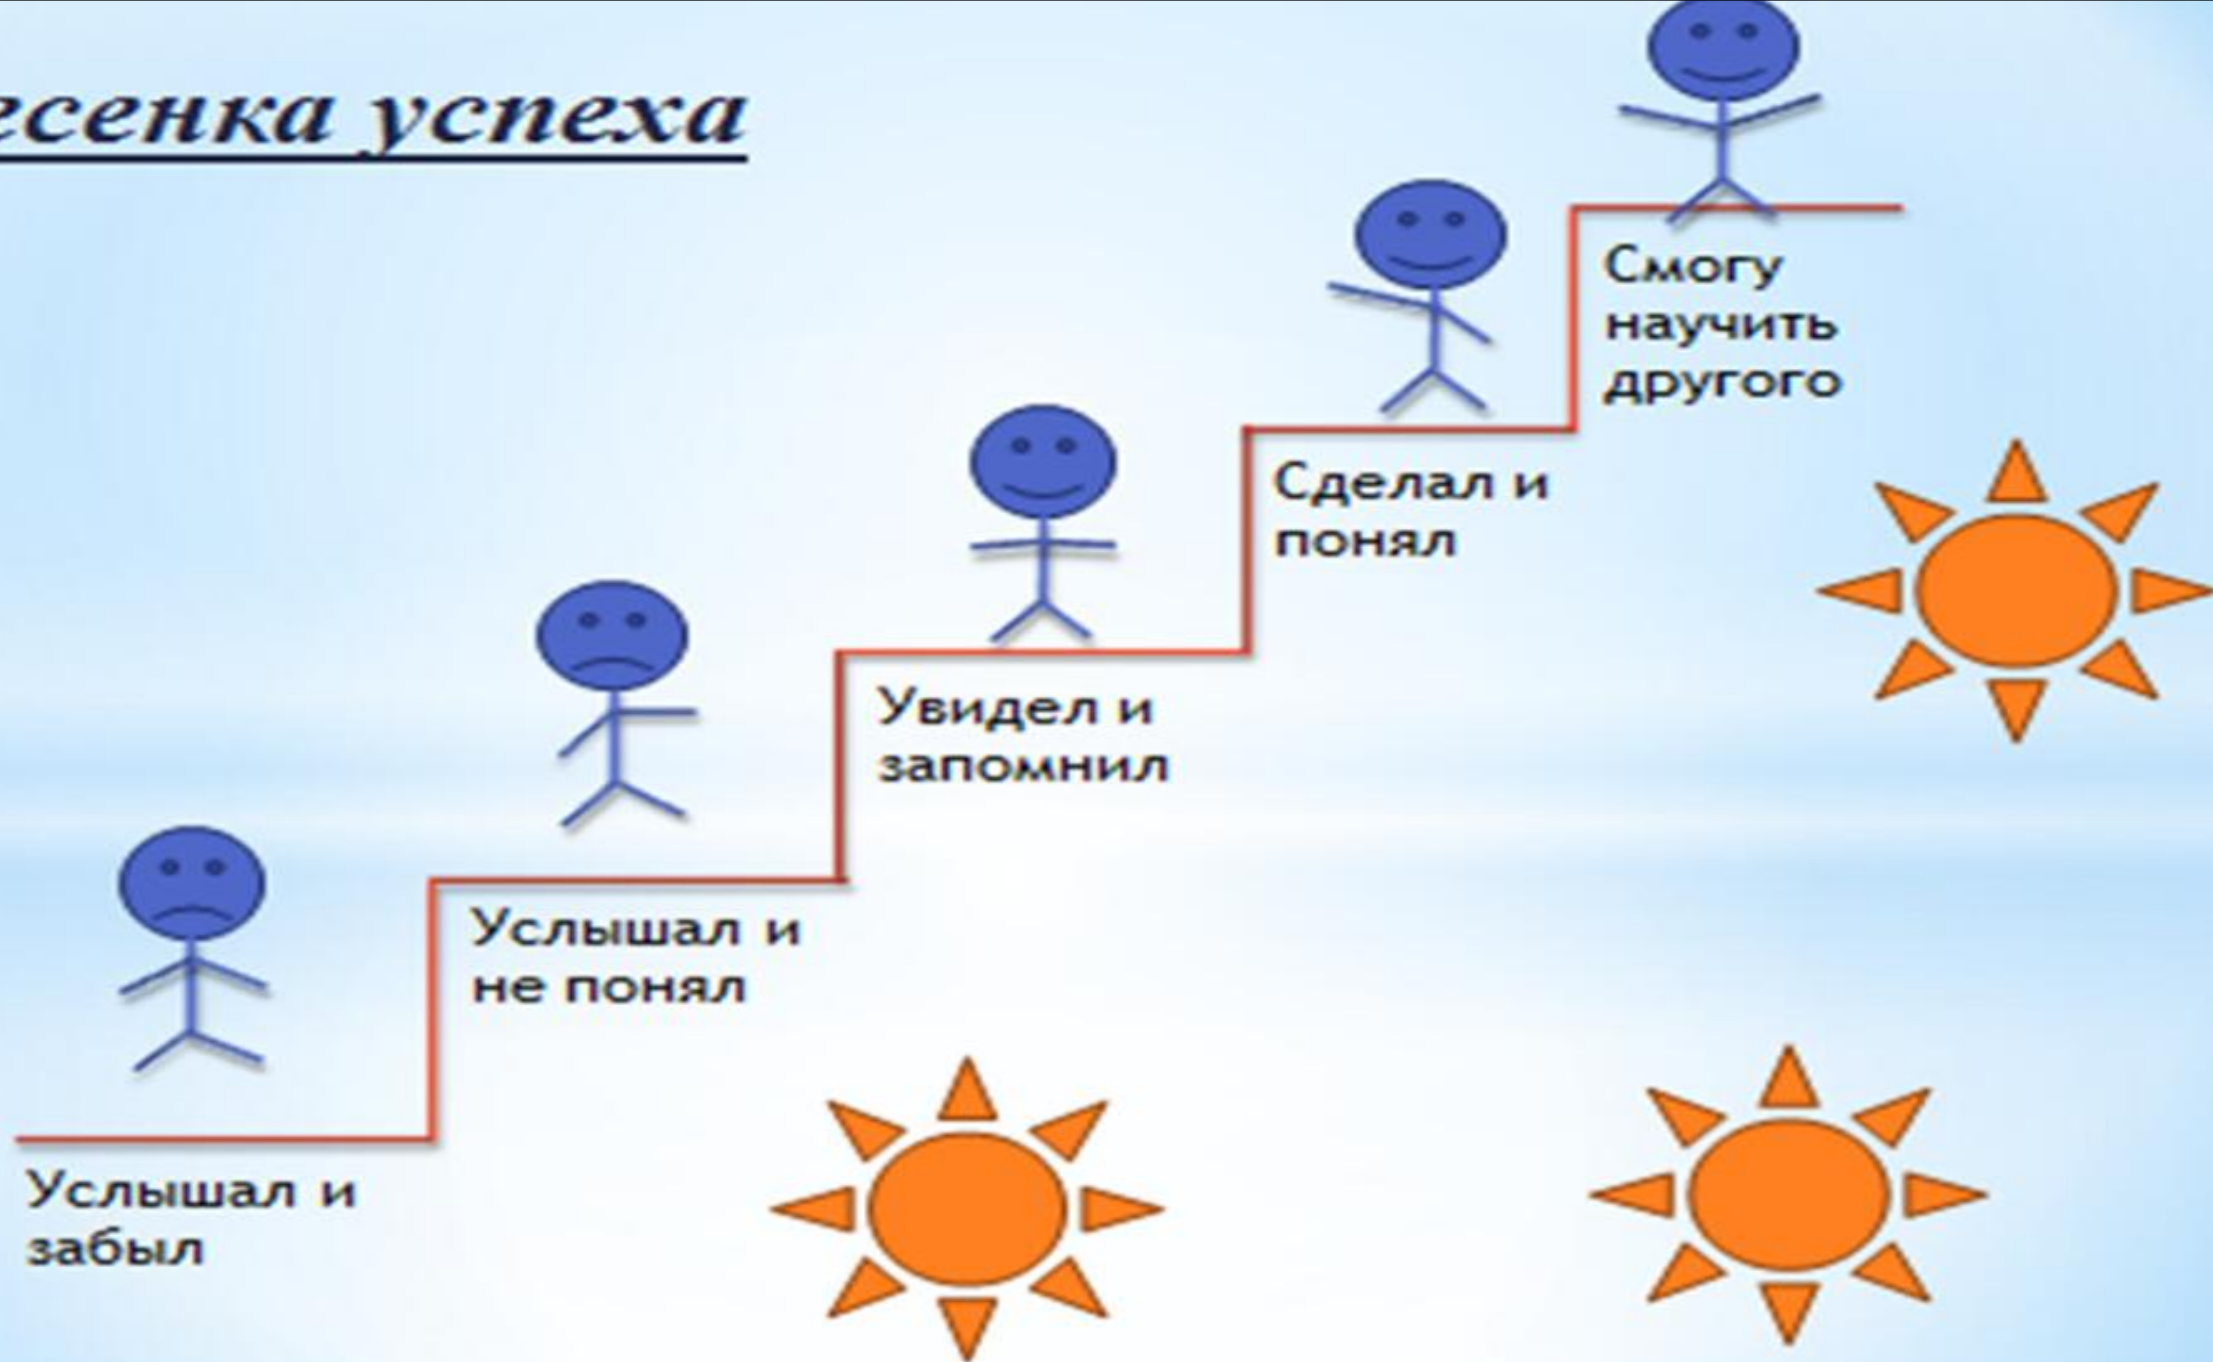 есенка успеха
Смогу
научить
другого
Сделал и
понял
Увидел и
запомнил
Услышал и
не понял
Услышал и
забыл